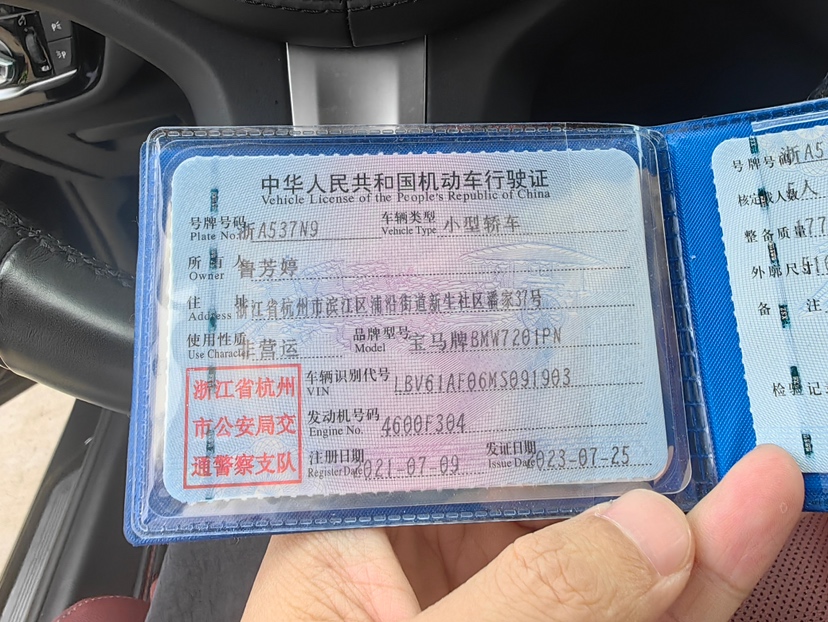 中华人民共和国机动车行驶证
Vehicle License of the People's Republic of China
号牌号码 浙A537N9 车辆类型 小型轿车
Plate No. Vehicle Type
所有人 鲁芳婷
Owner
住址 浙江省杭州市滨江区浦沿街道新生社区潘家37号
Address
使用性质 非营运 品牌型号 宝马牌BMW7201PN
Use Character Model
浙江省杭州
市公安局交
通警察支队
车辆识别代号 LBV61AF06MS091903
VIN
发动机号码 4600F304
Engine No.
注册日期 2021-07-09 发证日期 2023-07-25
Register Date Issue Date
号牌号码 浙A5
人
整备质量
外廓尺寸
备注
检验记